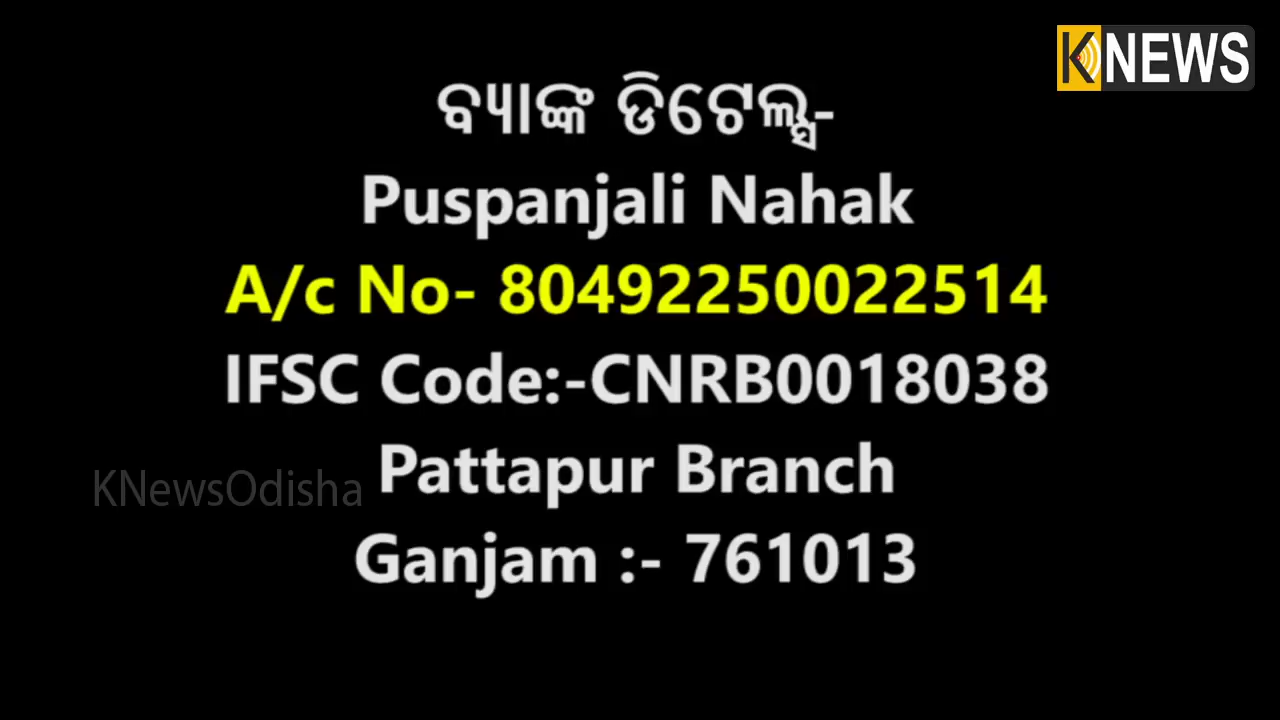 KNEWS
ବ୍ୟାଙ୍କ ଡିଟେଲ୍ସ-
Puspanjali Nahak
A/c No- 80492250022514
IFSC Code:-CNRB0018038
Pattapur Branch
KNewsOdisha
Ganjam :- 761013